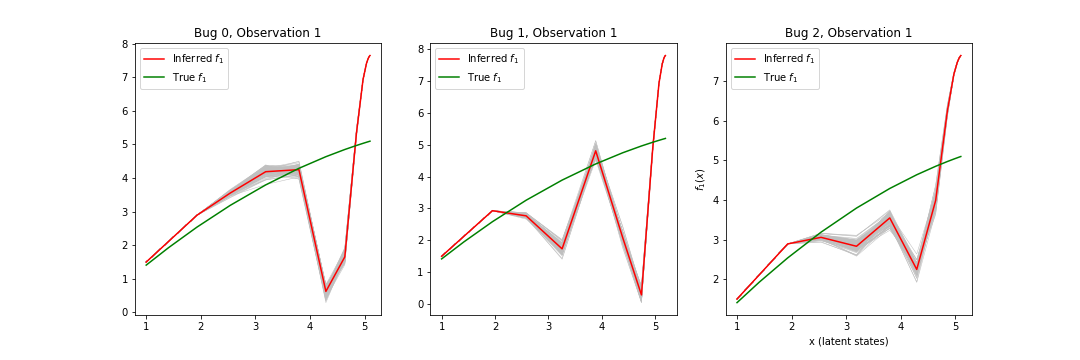 Bug 0, Observation 1
Inferred f₁
True f₁
8
7
6
5
4
3
2
1
0
1 2 3 4 5
Bug 1, Observation 1
Inferred f₁
True f₁
8
7
6
5
4
3
2
1
0
1 2 3 4 5
Bug 2, Observation 1
Inferred f₁
True f₁
f₁(x)
7
6
5
4
3
2
1 2 3 4 5
x (latent states)